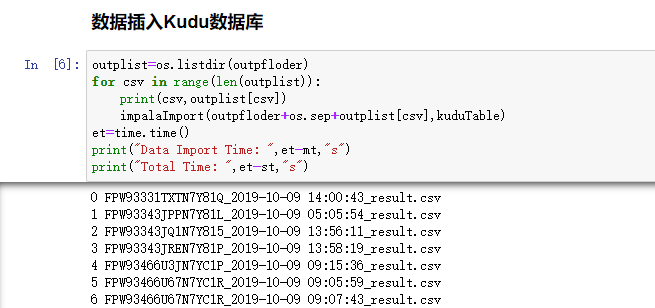 数据插入Kudu数据库
In [6]: outplist=os.listdir(outpfloder)
for csv in range(len(outplist)):
    print(csv,outplist[csv])
    impalaImport(outpfloder+os.sep+outplist[csv],kuduTable)
et=time.time()
print("Data Import Time: ",et-mt,"s")
print("Total Time: ",et-st,"s")
0 FPW93331TXTN7Y81Q_2019-10-09 14:00:43_result.csv
1 FPW93343JPPN7Y81L_2019-10-09 05:05:54_result.csv
2 FPW93343JQ1N7Y815_2019-10-09 13:56:11_result.csv
3 FPW93343JREN7Y81P_2019-10-09 13:58:19_result.csv
4 FPW93466U3JN7YC1P_2019-10-09 09:15:36_result.csv
5 FPW93466U67N7YC1R_2019-10-09 09:05:59_result.csv
6 FPW93466U67N7YC1R_2019-10-09 09:07:43_result.csv